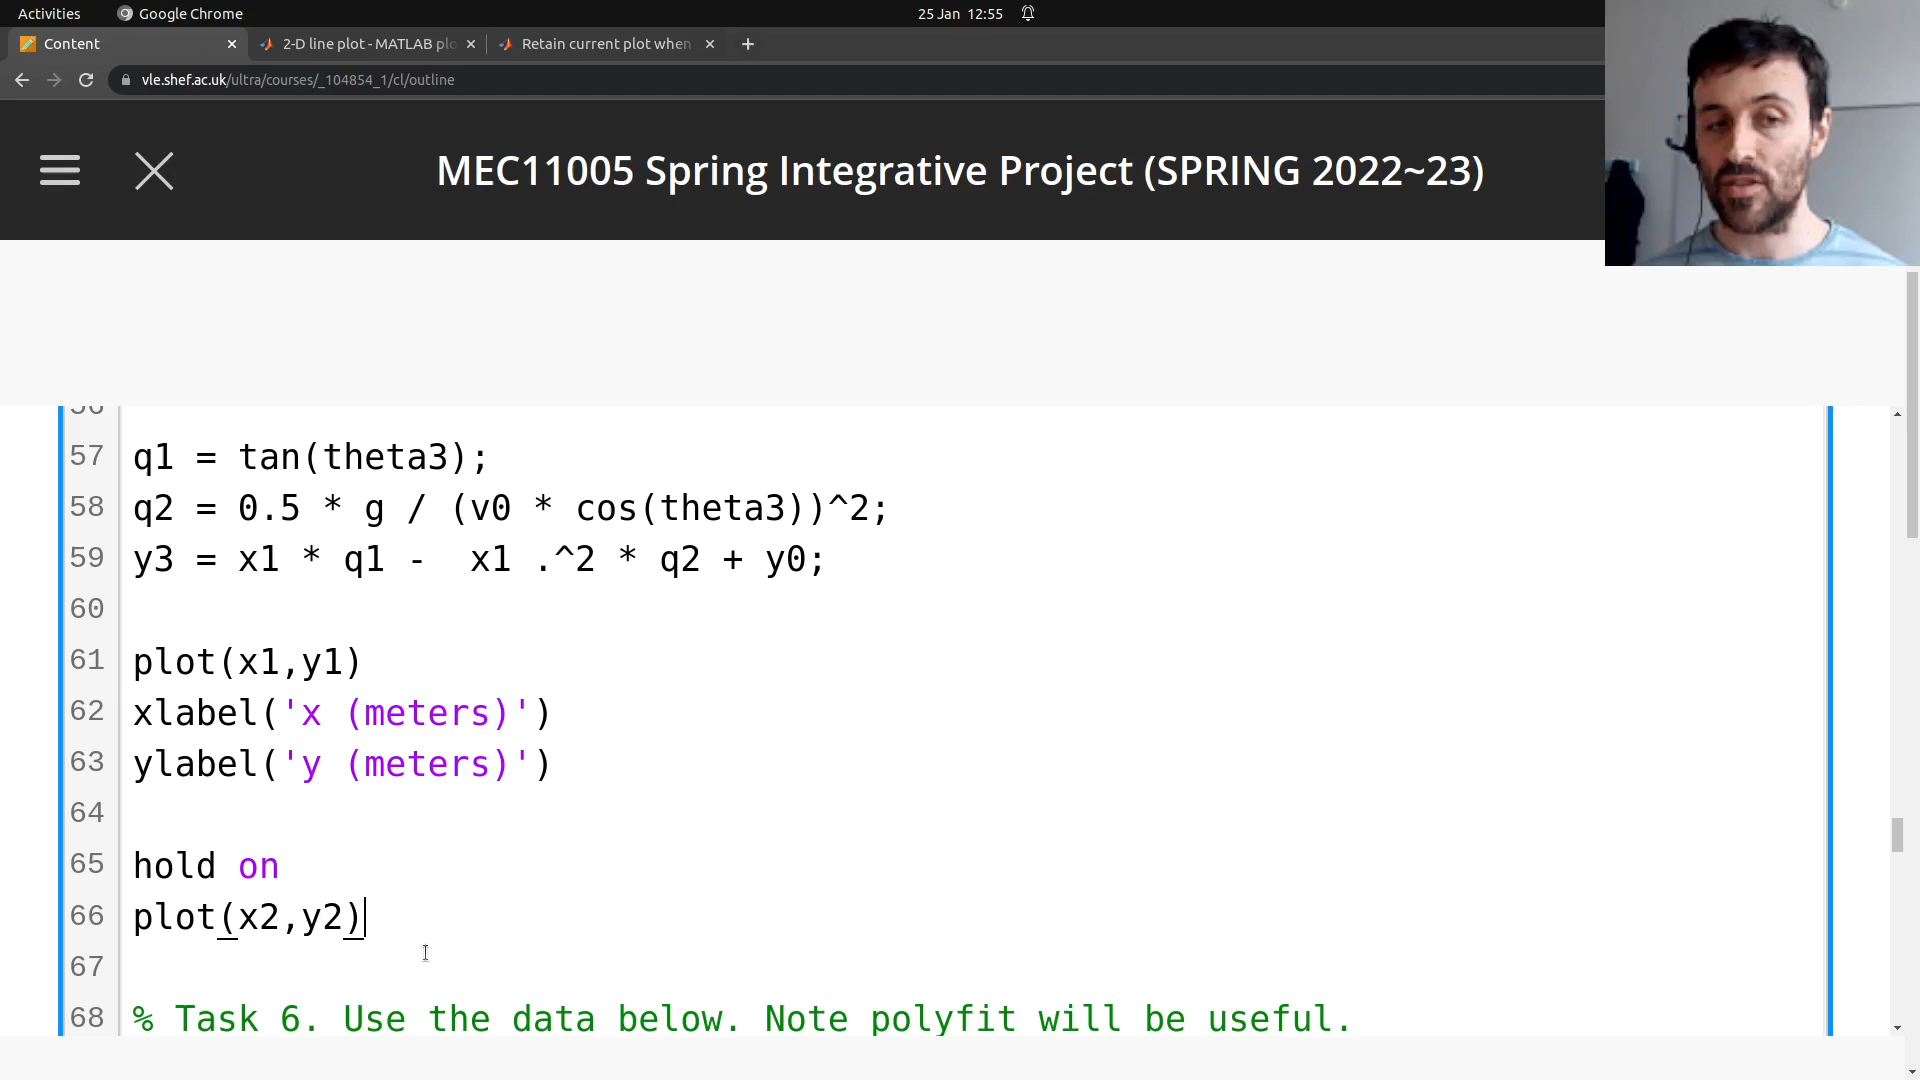 Activities
Google Chrome
25 Jan 12:55
Content
2-D line plot - MATLAB plo
Retain current plot when
vle.shef.ac.uk/ultra/courses/_104854_1/cl/outline
MEC11005 Spring Integrative Project (SPRING 2022~23)
56
57 q1 = tan(theta3);
58 q2 = 0.5 * g / (v0 * cos(theta3))^2;
59 y3 = x1 * q1 -  x1 .^2 * q2 + y0;
60
61 plot(x1,y1)
62 xlabel('x (meters)')
63 ylabel('y (meters)')
64
65 hold on
66 plot(x2,y2)
67
68 % Task 6. Use the data below. Note polyfit will be useful.